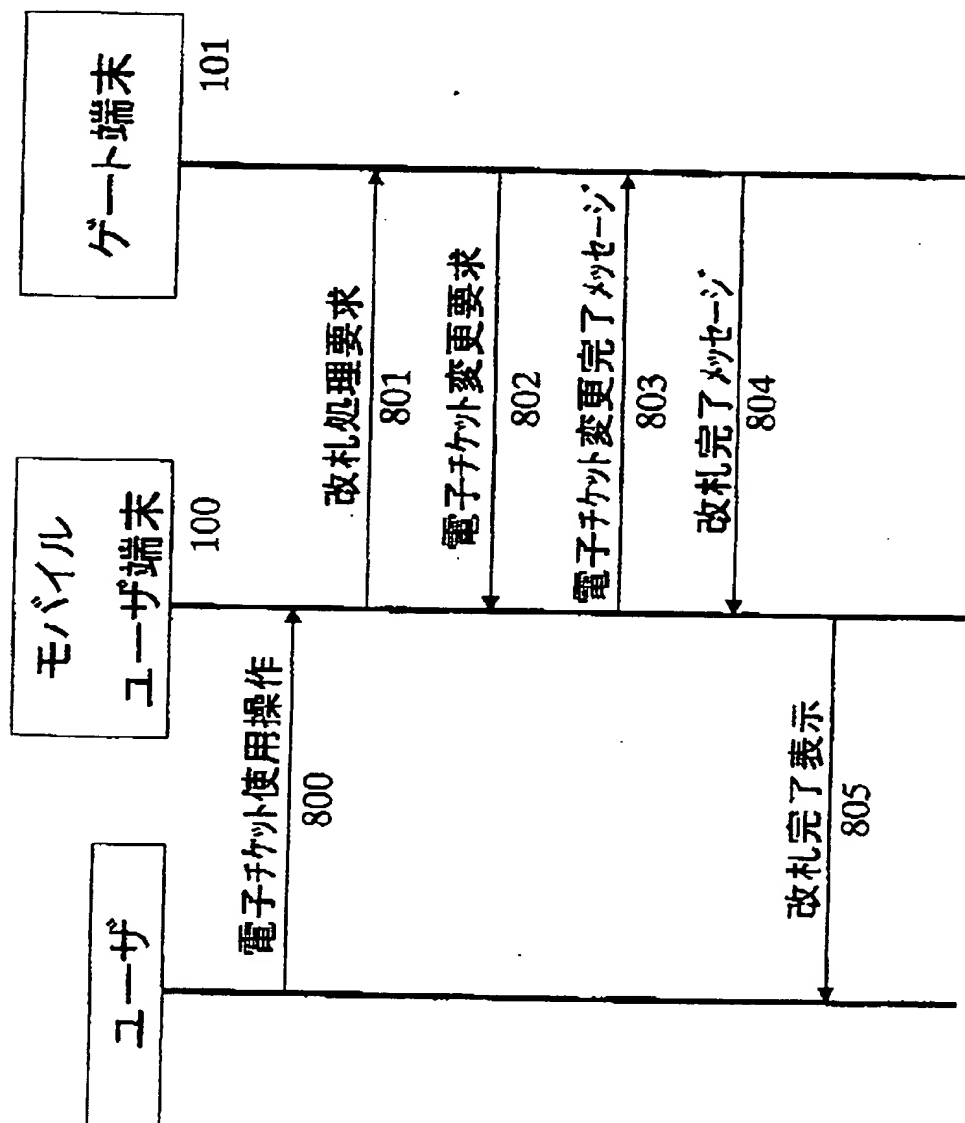 ユーザ
モバイル
ユーザ端末
100
ゲート端末
101
電子チケット使用操作
800
改札処理要求
801
電子チケット変更要求
802
電子チケット変更完了メッセージ
803
改札完了メッセージ
804
改札完了表示
805